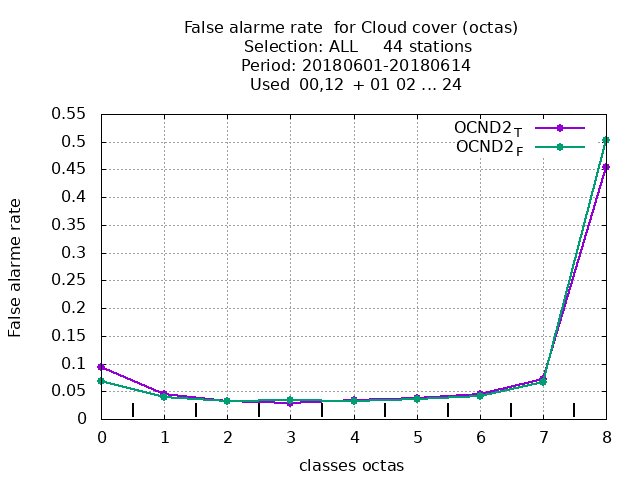 False alarme rate  for Cloud cover (octas)
Selection: ALL     44 stations
Period: 20180601-20180614
Used  00,12  + 01 02 ... 24
OCND2_T
OCND2_F
0.55
0.5
0.45
0.4
0.35
0.3
0.25
0.2
0.15
0.1
0.05
0
False alarme rate
0 1 2 3 4 5 6 7 8
classes octas